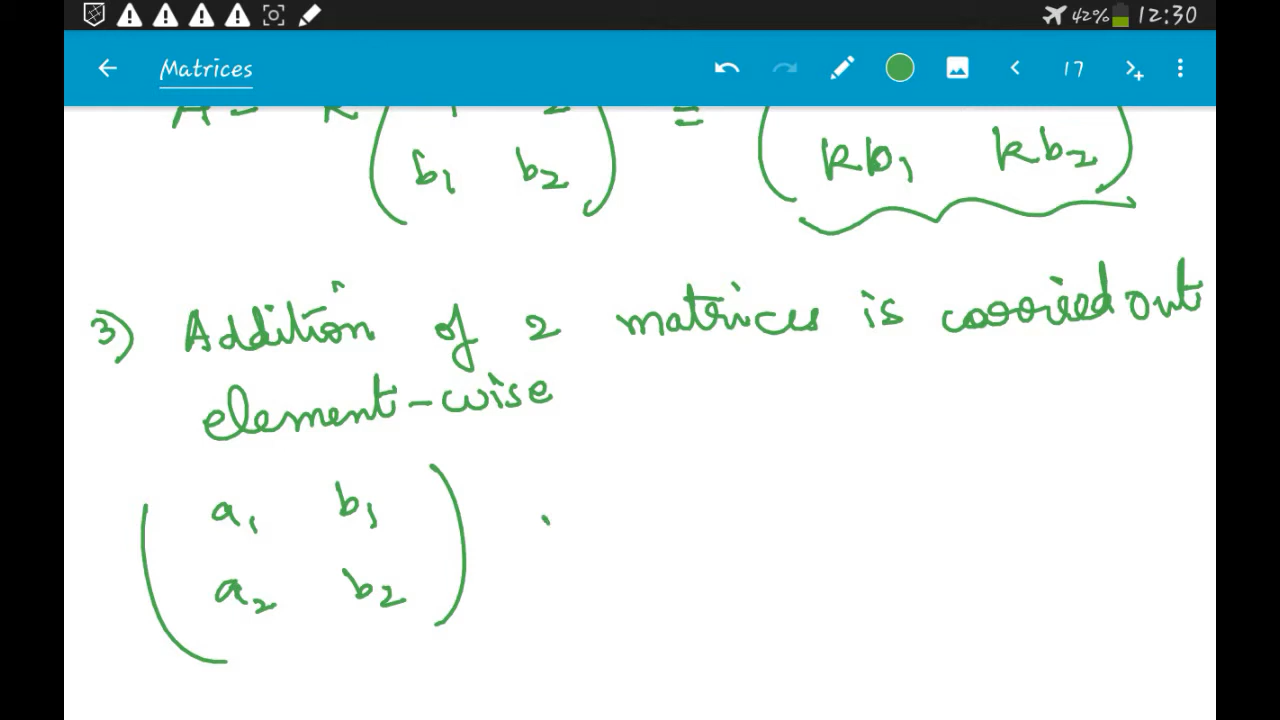 42% 12:30
Matrices 17
b1 b2 = kb1 kb2
3) Addition of 2 matrices is carried out
element-wise
a1 b1
a2 b2